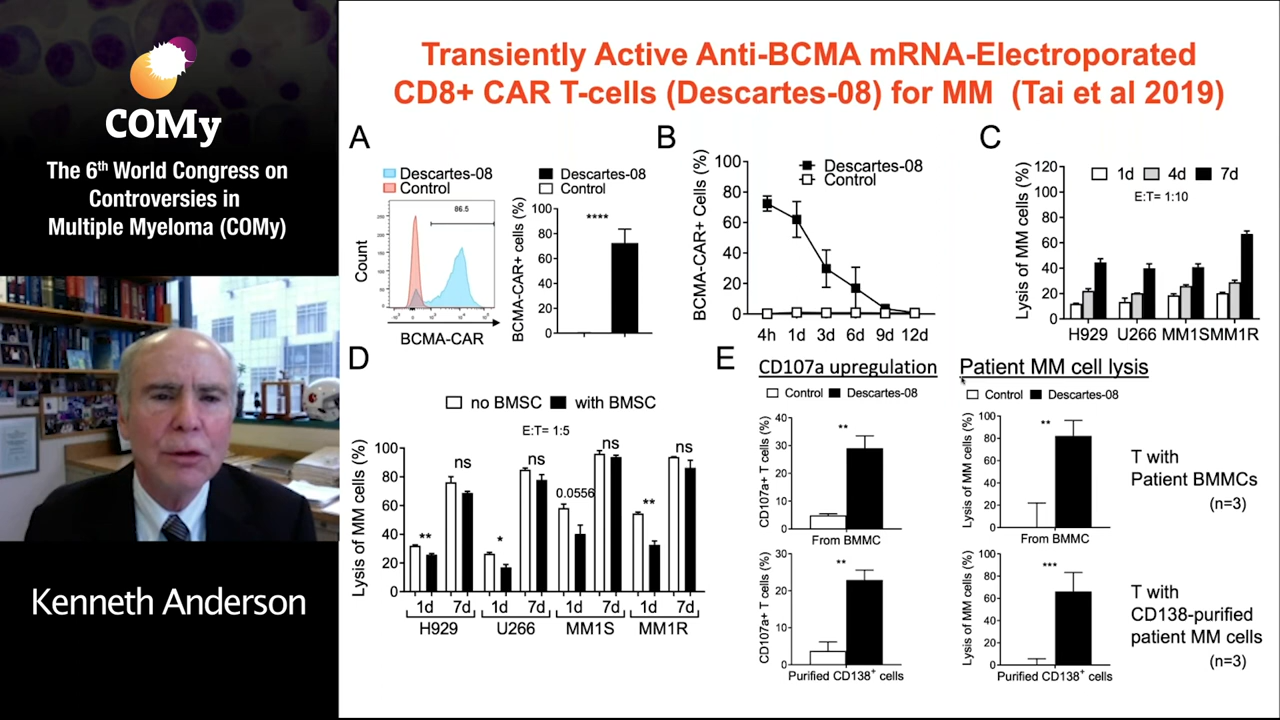 COMy
The 6th World Congress on
Controversies in
Multiple Myeloma (COMy)
Kenneth Anderson
Transiently Active Anti-BCMA mRNA-Electroporated
CD8+ CAR T-cells (Descartes-08) for MM (Tai et al 2019)
A
Descartes-08
Control
86.5
Count
BCMA-CAR
Descartes-08
Control
BCMA-CAR+ cells (%)
100
80
60
40
20
0
****
B
Descartes-08
Control
BCMA-CAR+ Cells (%)
100
80
60
40
20
0
4h 1d 3d 6d 9d 12d
C
1d 4d 7d
E:T= 1:10
Lysis of MM cells (%)
120
100
80
60
40
20
0
H929 U266 MM1S MM1R
D
no BMSC with BMSC
E:T= 1:5
Lysis of MM cells (%)
100
80
60
40
20
0
** ns * ns 0.0556 ns ** ns
1d 7d 1d 7d 1d 7d 1d 7d
H929 U266 MM1S MM1R
E
CD107a upregulation
Control Descartes-08
CD107a+ T cells (%)
40
30
20
10
0
**
From BMMC
CD107a+ T cells (%)
30
20
10
0
**
Purified CD138+ cells
Patient MM cell lysis
Control Descartes-08
Lysis of MM cells (%)
100
80
60
40
20
0
**
From BMMC
Lysis of MM cells (%)
100
80
60
40
20
0
***
Purified CD138+ cells
T with
Patient BMMCs
(n=3)
T with
CD138-purified
patient MM cells
(n=3)